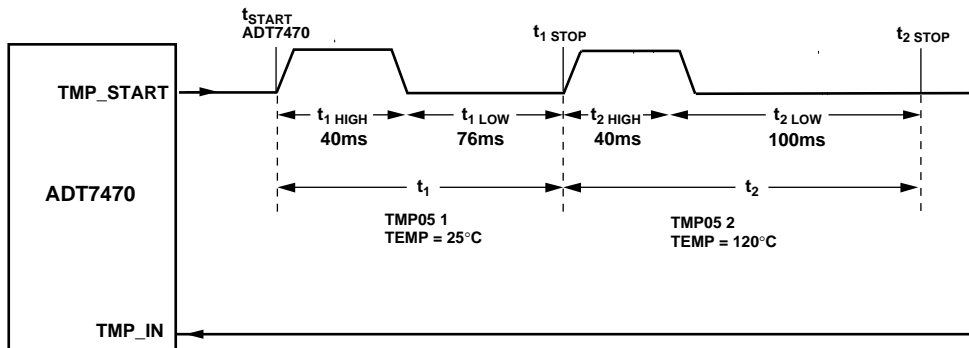 tSTART
ADT7470
t1 STOP
t2 STOP
TMP_START
t1 HIGH
t1 LOW
t2 HIGH
t2 LOW
40ms
76ms
40ms
100ms
ADT7470
t1
t2
TMP05 1
TEMP = 25°C
TMP05 2
TEMP = 120°C
TMP_IN